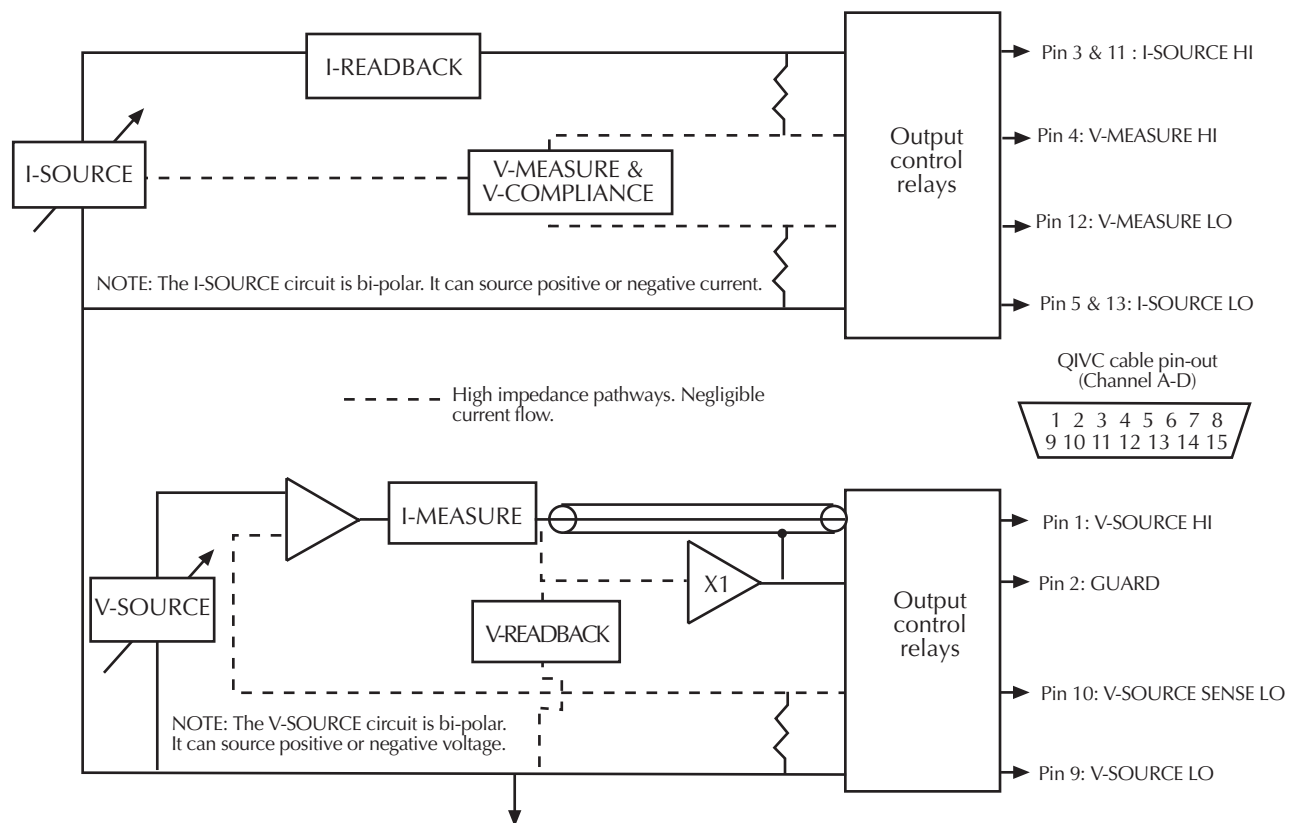 I-READBACK
Pin 3 & 11 : I-SOURCE HI
Output
control
relays
Pin 4: V-MEASURE HI
I-SOURCE
V-MEASURE &
V-COMPLIANCE
Pin 12: V-MEASURE LO
NOTE: The I-SOURCE circuit is bi-polar. It can source positive or negative current.
Pin 5 & 13: I-SOURCE LO
QIVC cable pin-out
(Channel A-D)
High impedance pathways. Negligible
current flow.
1 2 3 4 5 6 7 8
9 10 11 12 13 14 15
I-MEASURE
Pin 1: V-SOURCE HI
X1
Pin 2: GUARD
V-SOURCE
Output
control
relays
V-READBACK
Pin 10: V-SOURCE SENSE LO
NOTE: The V-SOURCE circuit is bi-polar.
It can source positive or negative voltage.
Pin 9: V-SOURCE LO